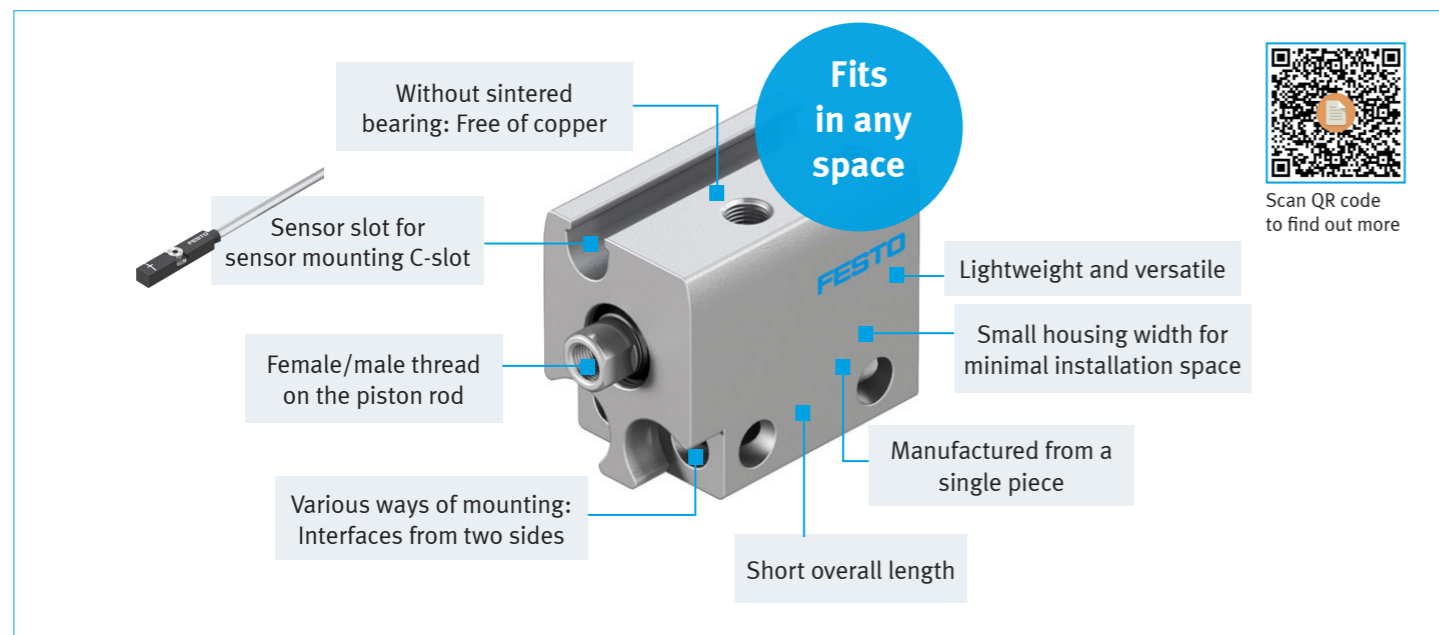 Fits
in any
space
Without sintered
bearing: Free of copper
Scan QR code
to find out more
Sensor slot for
sensor mounting C-slot
FESTO
FESTO
Lightweight and versatile
Female/male thread
on the piston rod
Small housing width for
minimal installation space
Manufactured from a
single piece
Various ways of mounting:
Interfaces from two sides
Short overall length